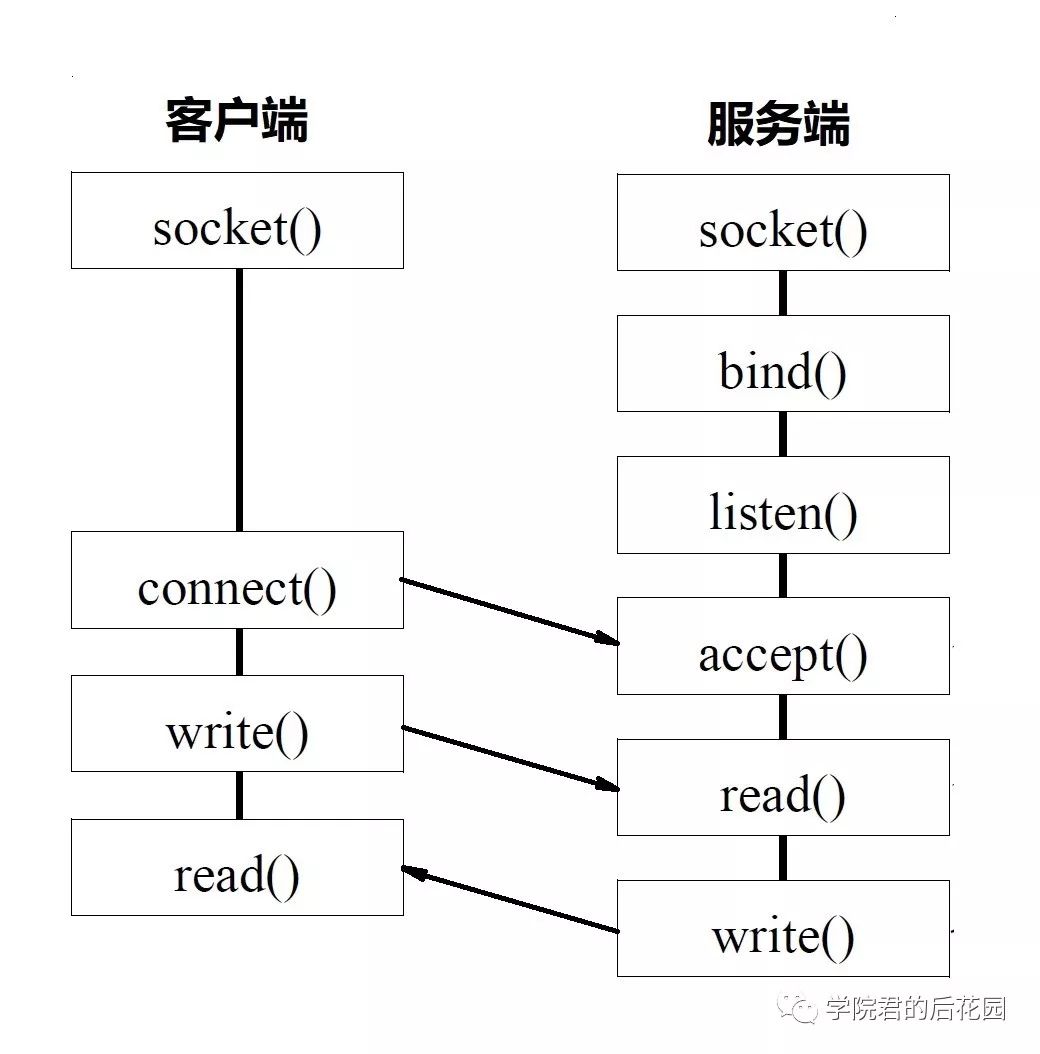 客户端
socket()
connect()
write()
read()
服务端
socket()
bind()
listen()
accept()
read()
write()
学院君的后花园